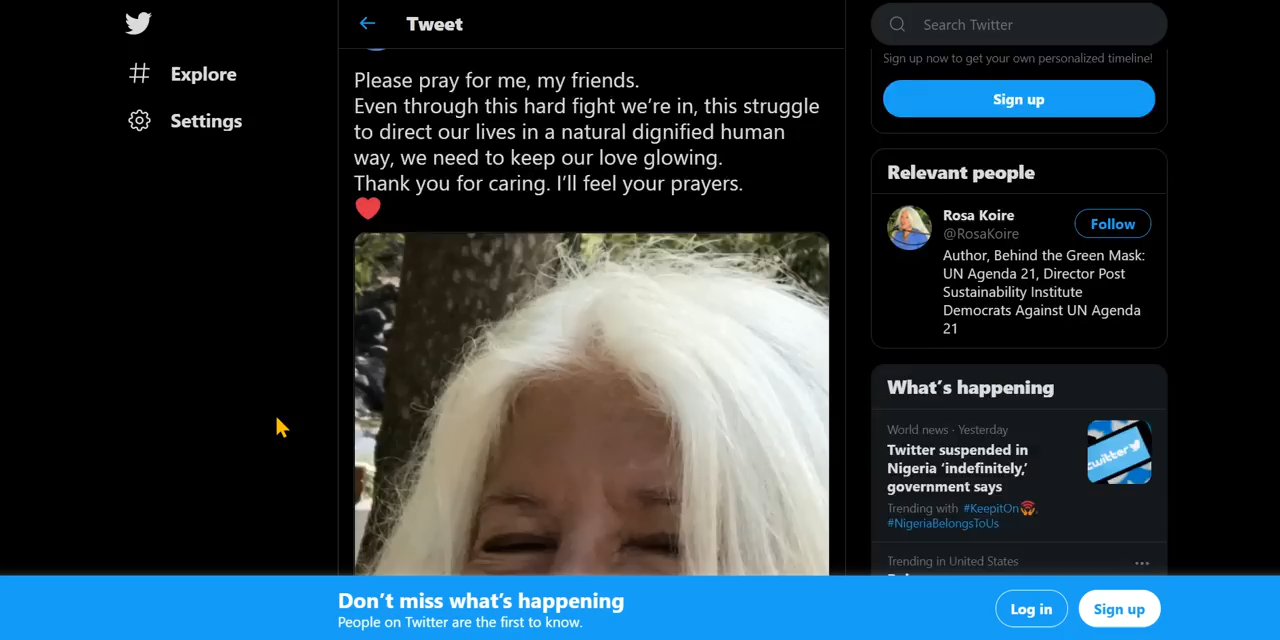 Explore
Settings
Tweet
Please pray for me, my friends.
Even through this hard fight we're in, this struggle
to direct our lives in a natural dignified human
way, we need to keep our love glowing.
Thank you for caring. I'll feel your prayers.
Search Twitter
Sign up now to get your own personalized timeline!
Sign up
Relevant people
Rosa Koire
@RosaKoire
Follow
Author, Behind the Green Mask:
UN Agenda 21, Director Post
Sustainability Institute
Democrats Against UN Agenda
21
What's happening
World news · Yesterday
Twitter suspended in
Nigeria 'indefinitely,'
government says
twitter
Trending with #KeepitOn
#NigeriaBelongsToUs
Trending in United States
Don't miss what's happening
People on Twitter are the first to know.
Log in
Sign up